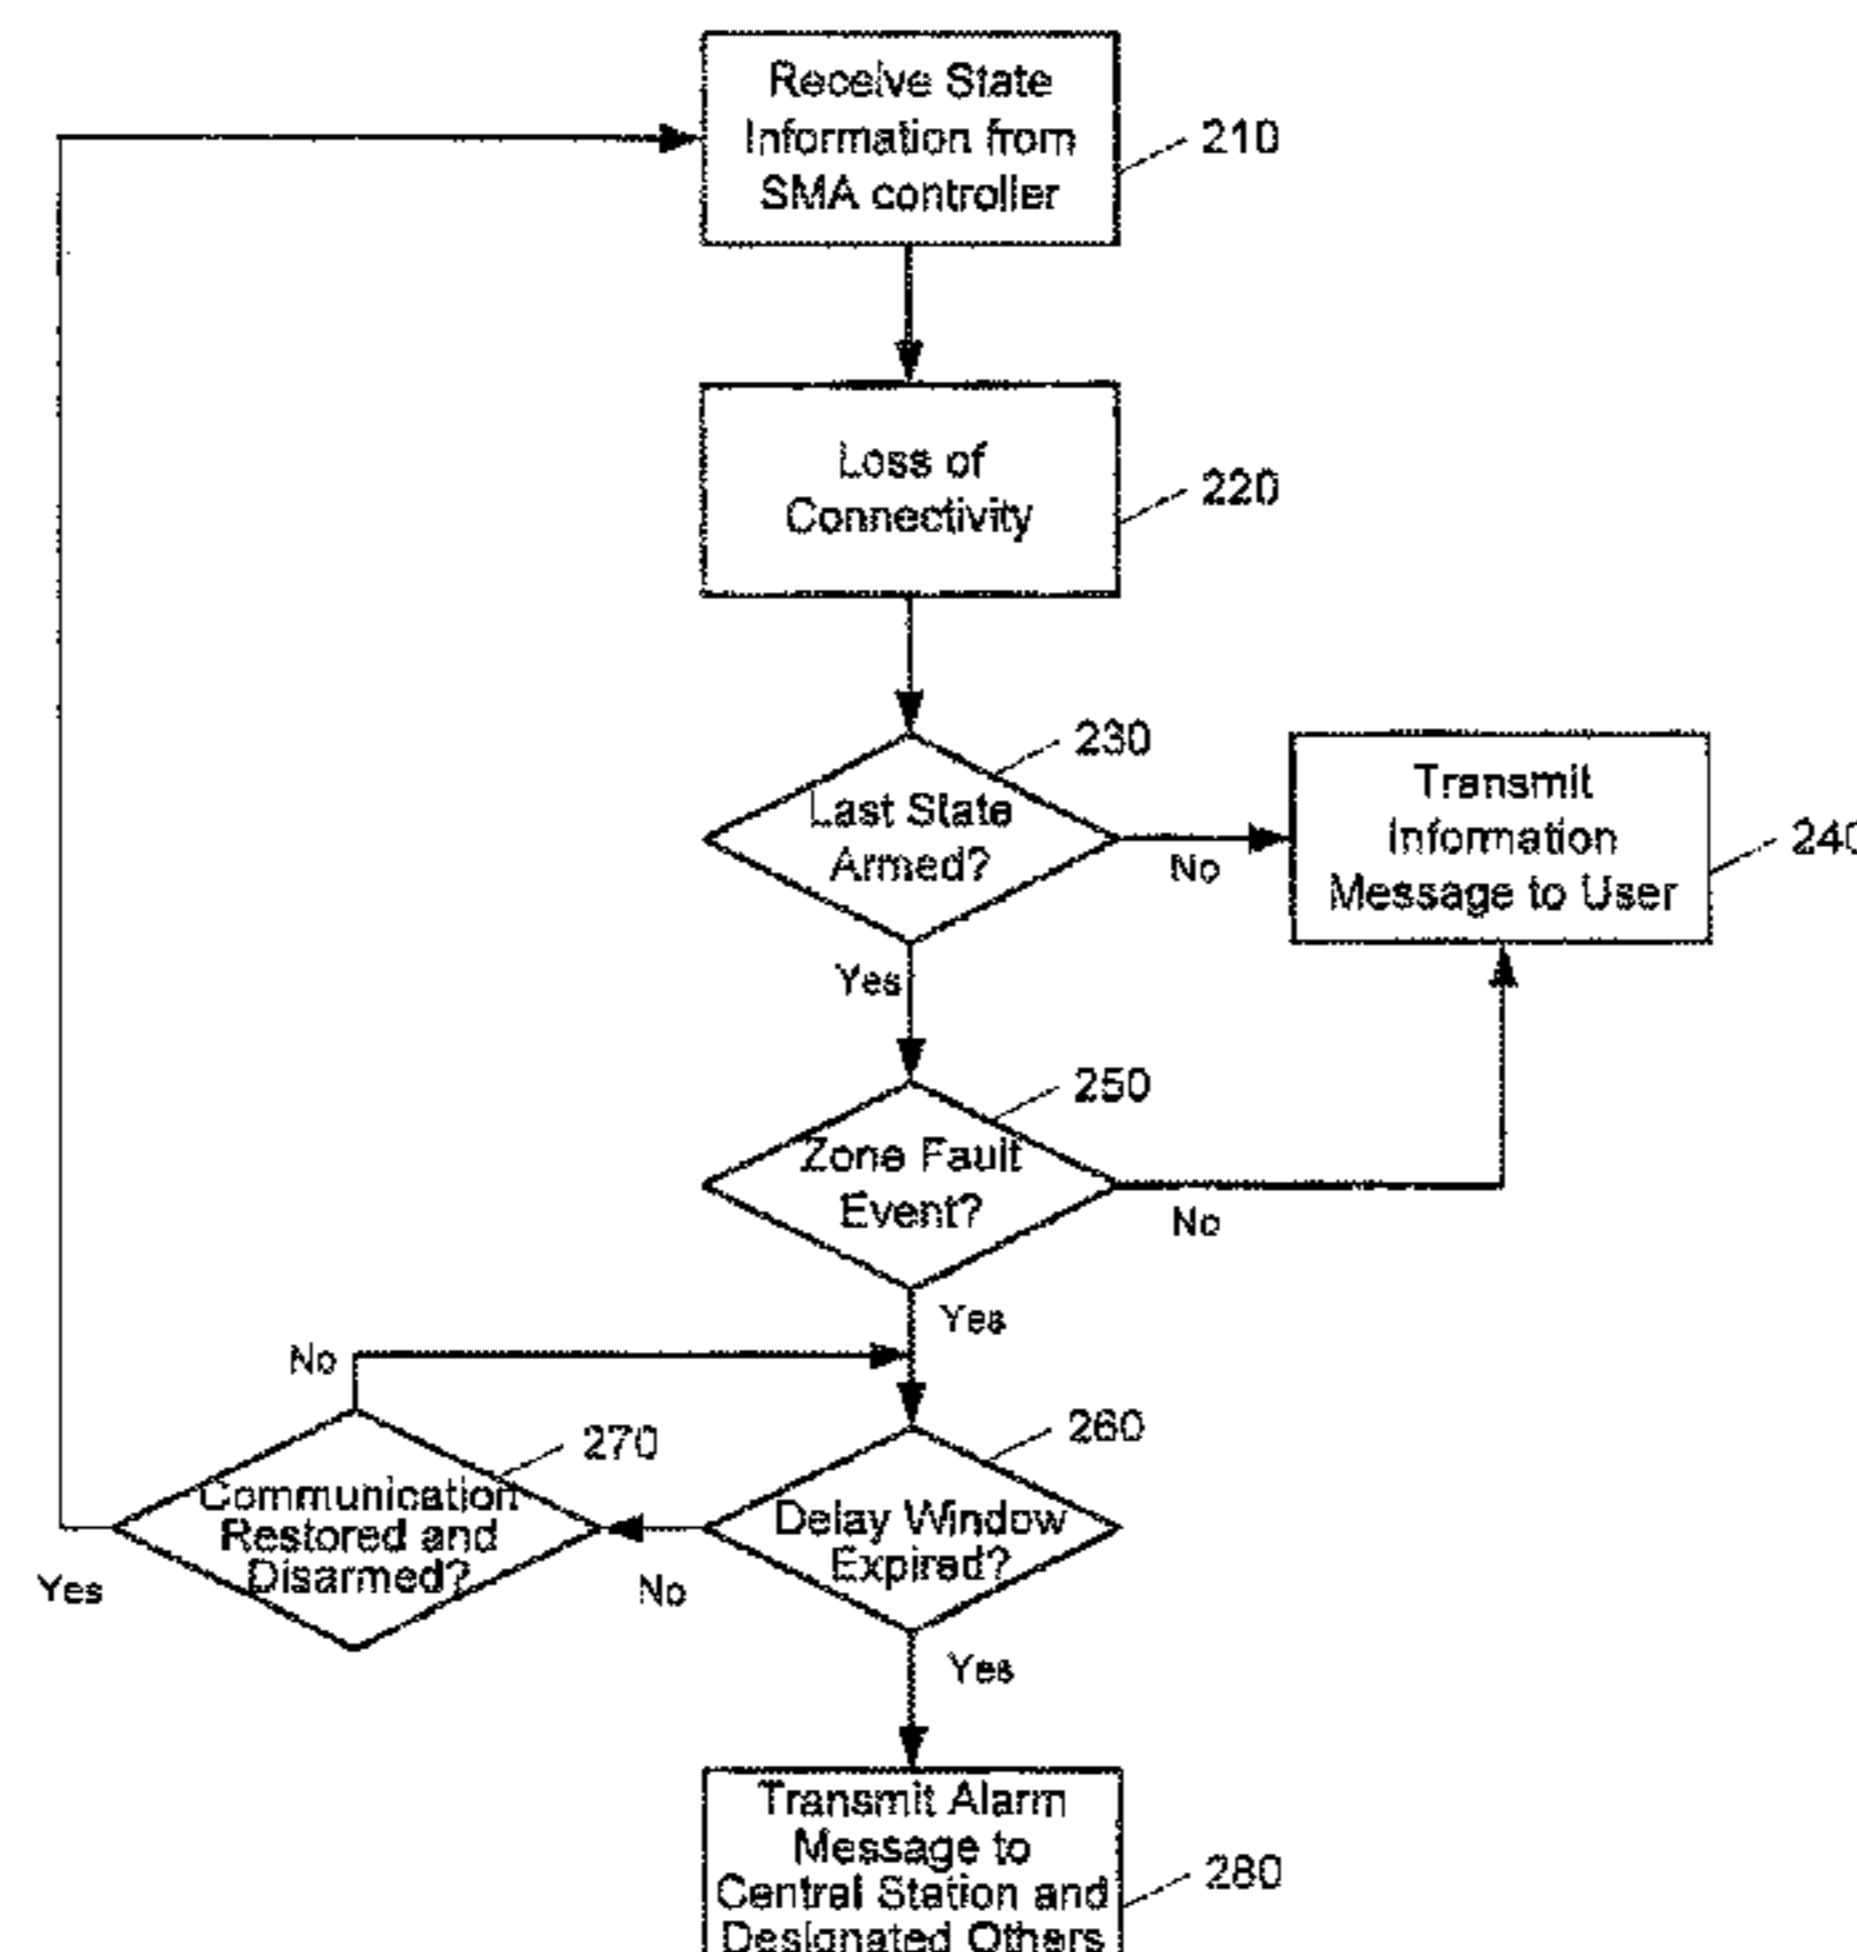 Receive State
Information from
SMA controller
210
Loss of
Connectivity
220
230
Last State
Armed?
No
Transmit
Information
Message to User
240
Yes
250
Zone Fault
Event?
No
Yes
No
270
Communication
Restored and
Disarmed?
Yes
No
260
Delay Window
Expired?
Yes
Transmit Alarm
Message to
Central Station and
Designated Others
280